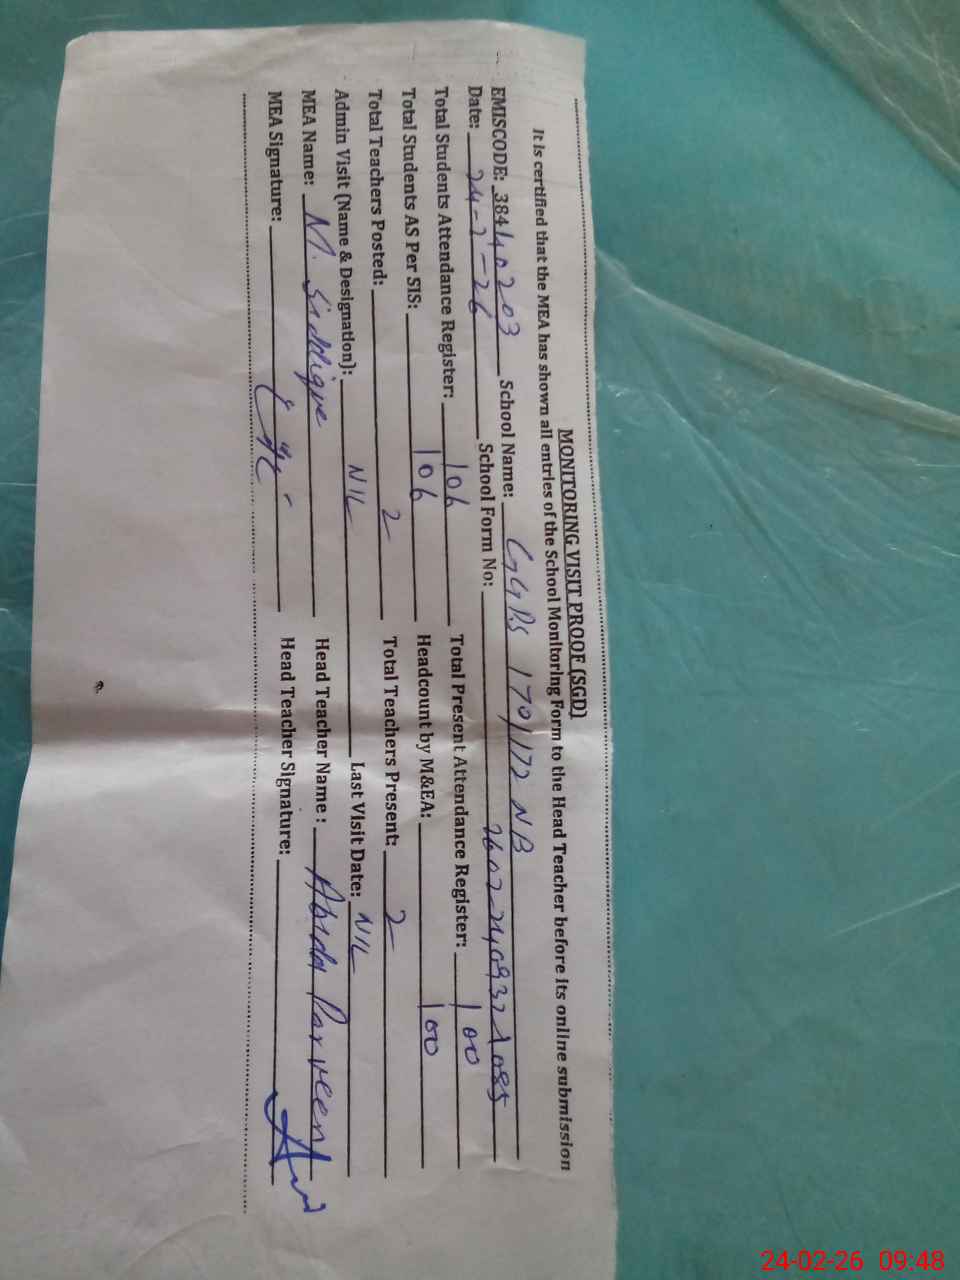 MONITORING VISIT PROOF (SGD)
It is certified that the MEA has shown all entries of the School Monitoring Form to the Head Teacher before its online submission
EMISCODE: 38440203 School Name: GGPS 170/172 NB
Date: 24-2-26 School Form No: 26022409321085
Total Students Attendance Register: 106 Total Present Attendance Register: 100
Total Students AS Per SIS: 106 Headcount by M&EA: 100
Total Teachers Posted: 2 Total Teachers Present: 2
Admin Visit (Name & Designation): NIL Last Visit Date: NIL
MEA Name: M. Siddique Head Teacher Name : Abida Parveen
MEA Signature: Head Teacher Signature:
24-02-26 09:48